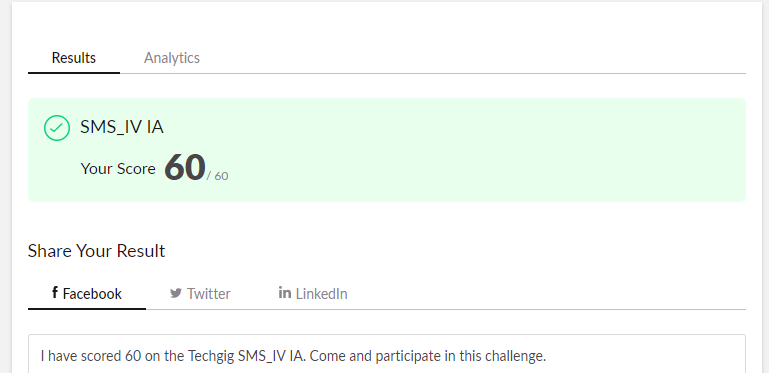 Results Analytics
SMS_IV IA
Your Score 60 / 60
Share Your Result
Facebook Twitter LinkedIn
I have scored 60 on the Techgig SMS_IV IA. Come and participate in this challenge.